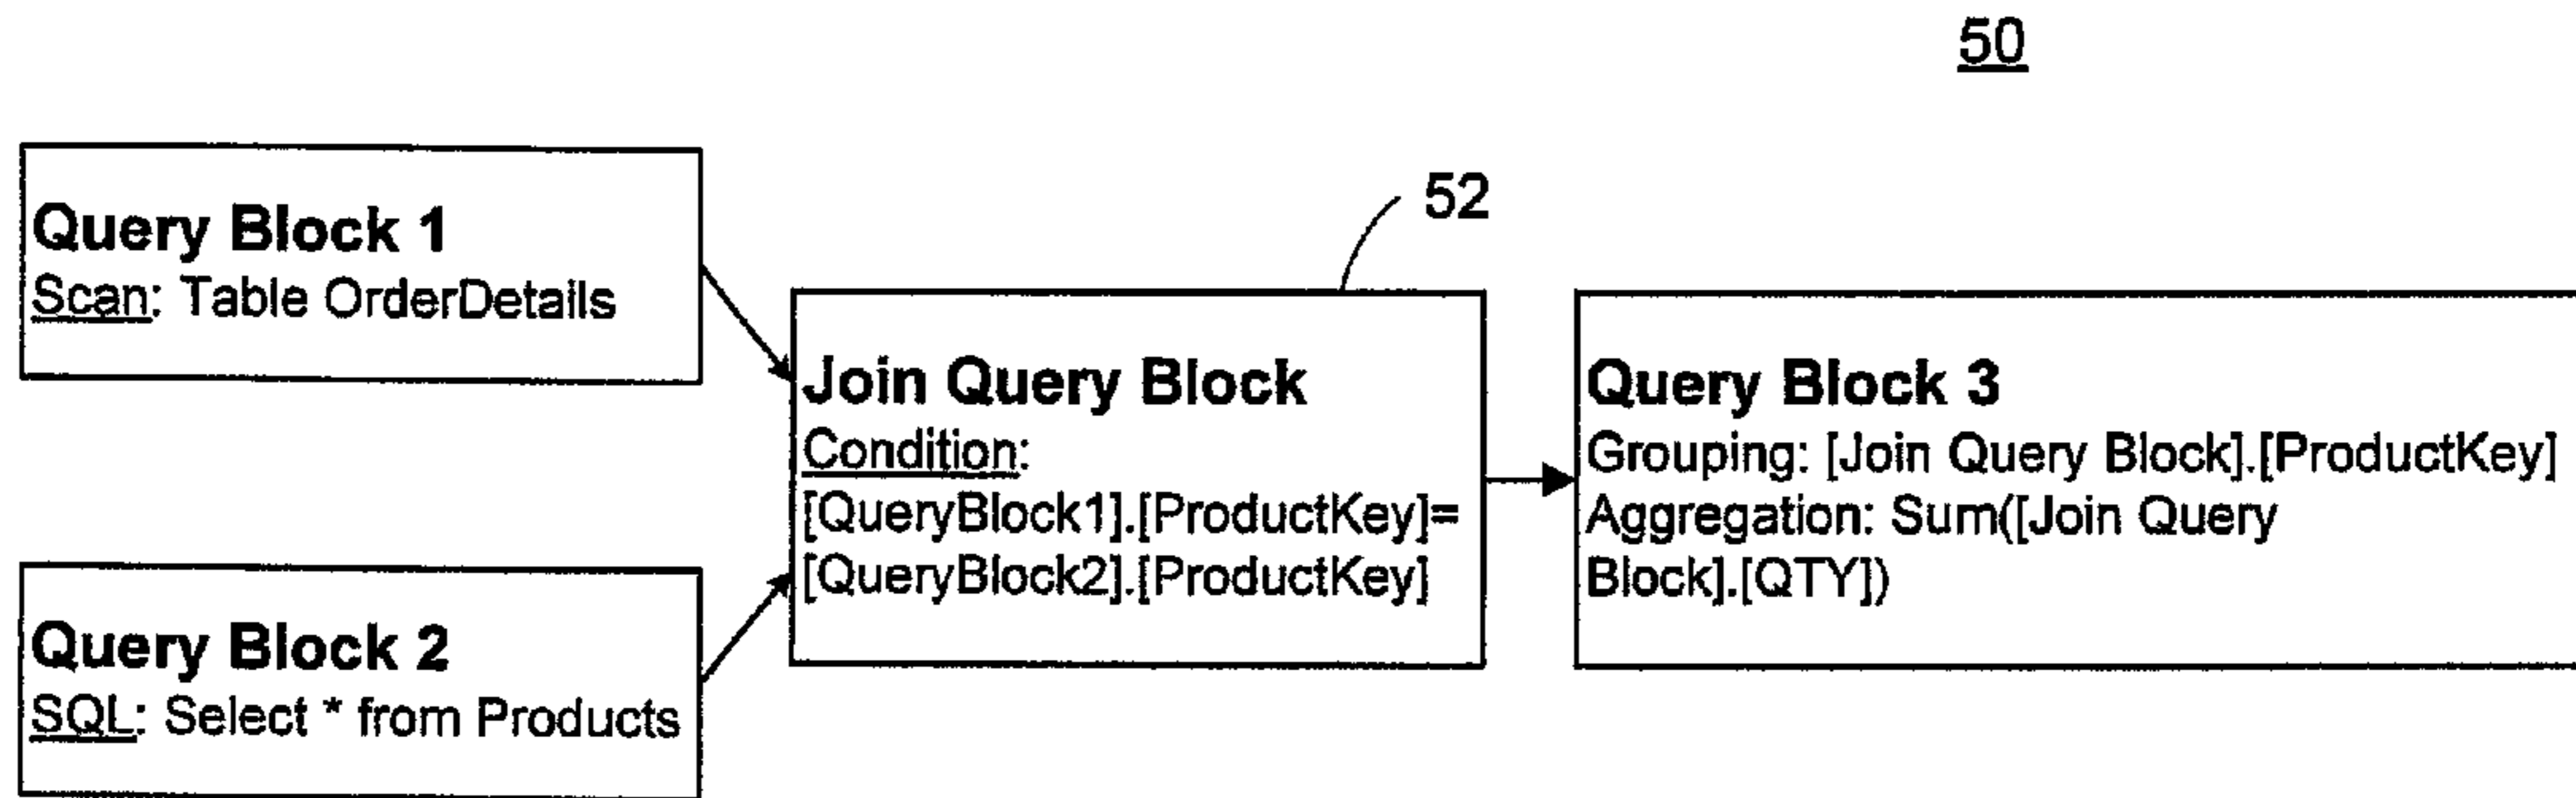 50
Query Block 1
Scan: Table OrderDetails
52
Join Query Block
Condition:
[QueryBlock1].[ProductKey]=
[QueryBlock2].[ProductKey]
Query Block 3
Grouping: [Join Query Block].[ProductKey]
Aggregation: Sum([Join Query
Block].[QTY])
Query Block 2
SQL: Select * from Products